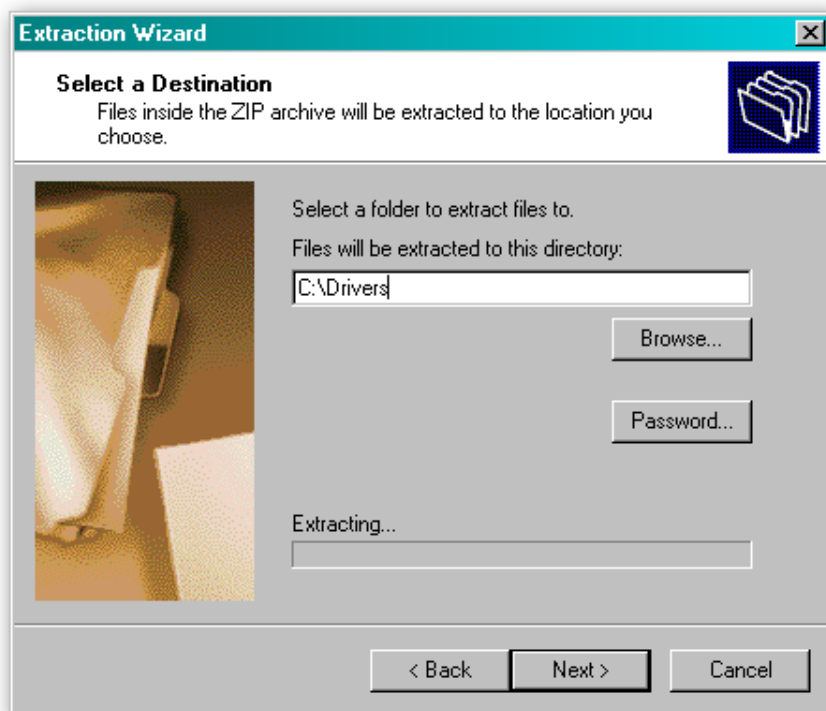 Extraction Wizard
Select a Destination
Files inside the ZIP archive will be extracted to the location you
choose.
Select a folder to extract files to.
Files will be extracted to this directory:
C:\Drivers
Browse...
Password...
Extracting...
< Back
Next >
Cancel